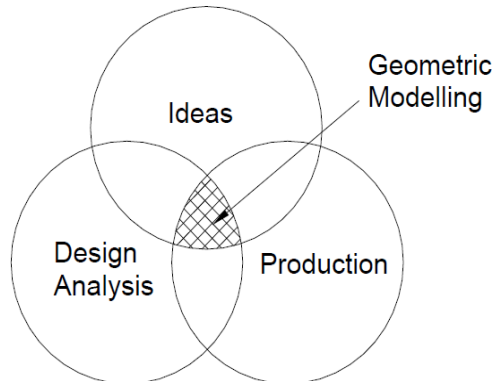 Geometric
Modelling
Ideas
Design
Analysis
Production